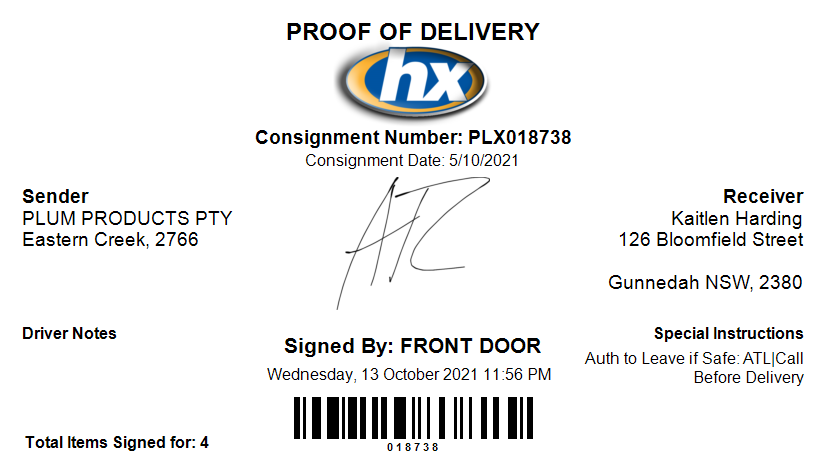 PROOF OF DELIVERY
hx
Consignment Number: PLX018738
Consignment Date: 5/10/2021
Sender
PLUM PRODUCTS PTY
Eastern Creek, 2766
ATL
Receiver
Kaitlen Harding
126 Bloomfield Street
Gunnedah NSW, 2380
Driver Notes
Signed By: FRONT DOOR
Wednesday, 13 October 2021 11:56 PM
Special Instructions
Auth to Leave if Safe: ATL|Call
Before Delivery
Total Items Signed for: 4
018738